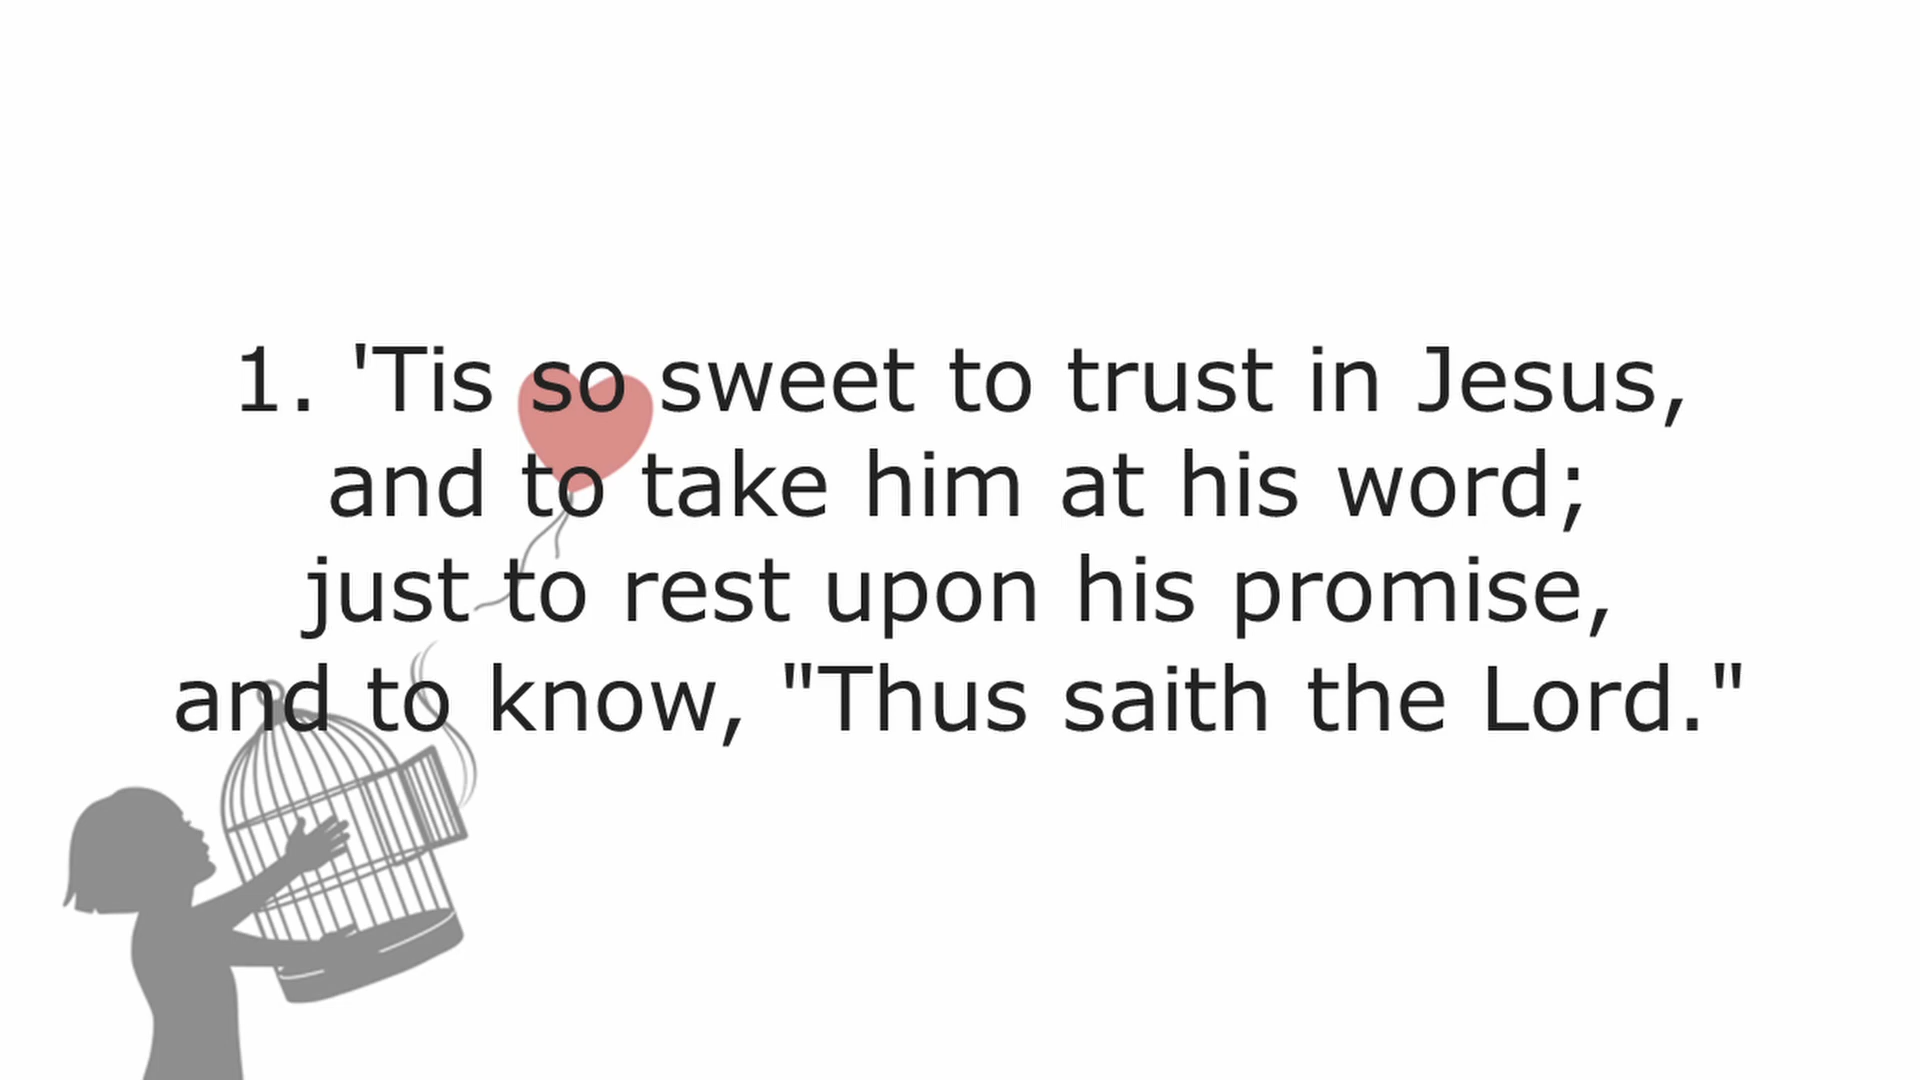 1. 'Tis so sweet to trust in Jesus,
and to take him at his word;
just to rest upon his promise,
and to know, "Thus saith the Lord."